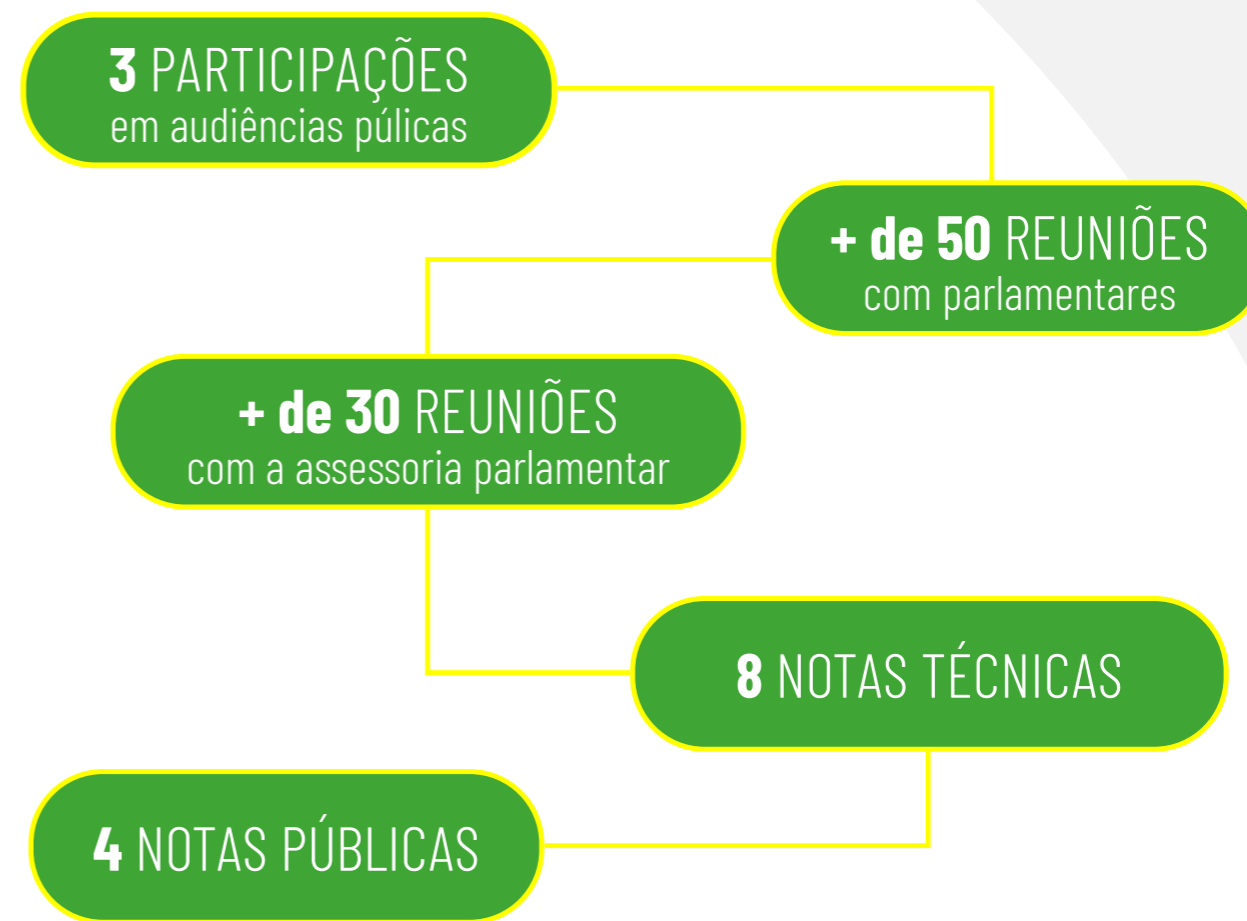 3 PARTICIPAÇÕES
em audiências púlicas
+ de 50 REUNIÕES
com parlamentares
+ de 30 REUNIÕES
com a assessoria parlamentar
8 NOTAS TÉCNICAS
4 NOTAS PÚBLICAS